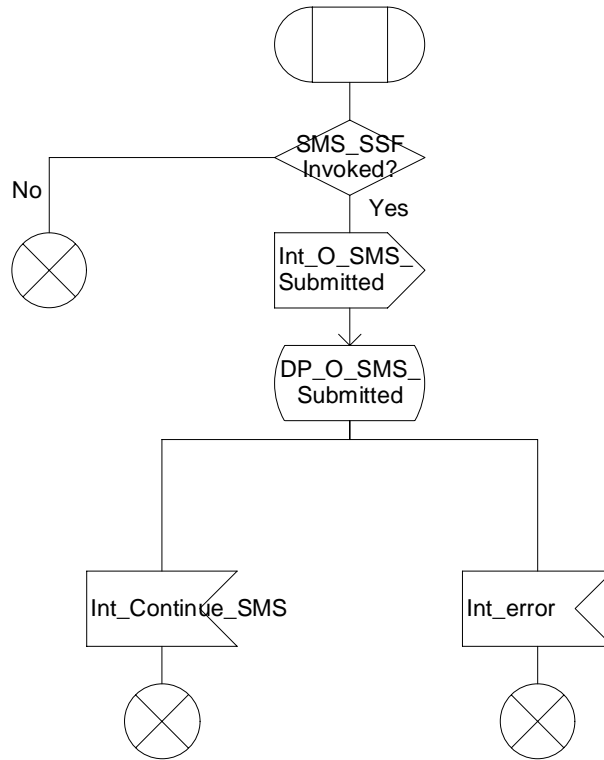 SMS_SSF
Invoked?
No
Yes
Int_O_SMS_
Submitted
DP_O_SMS_
Submitted
Int_Continue_SMS
Int_error